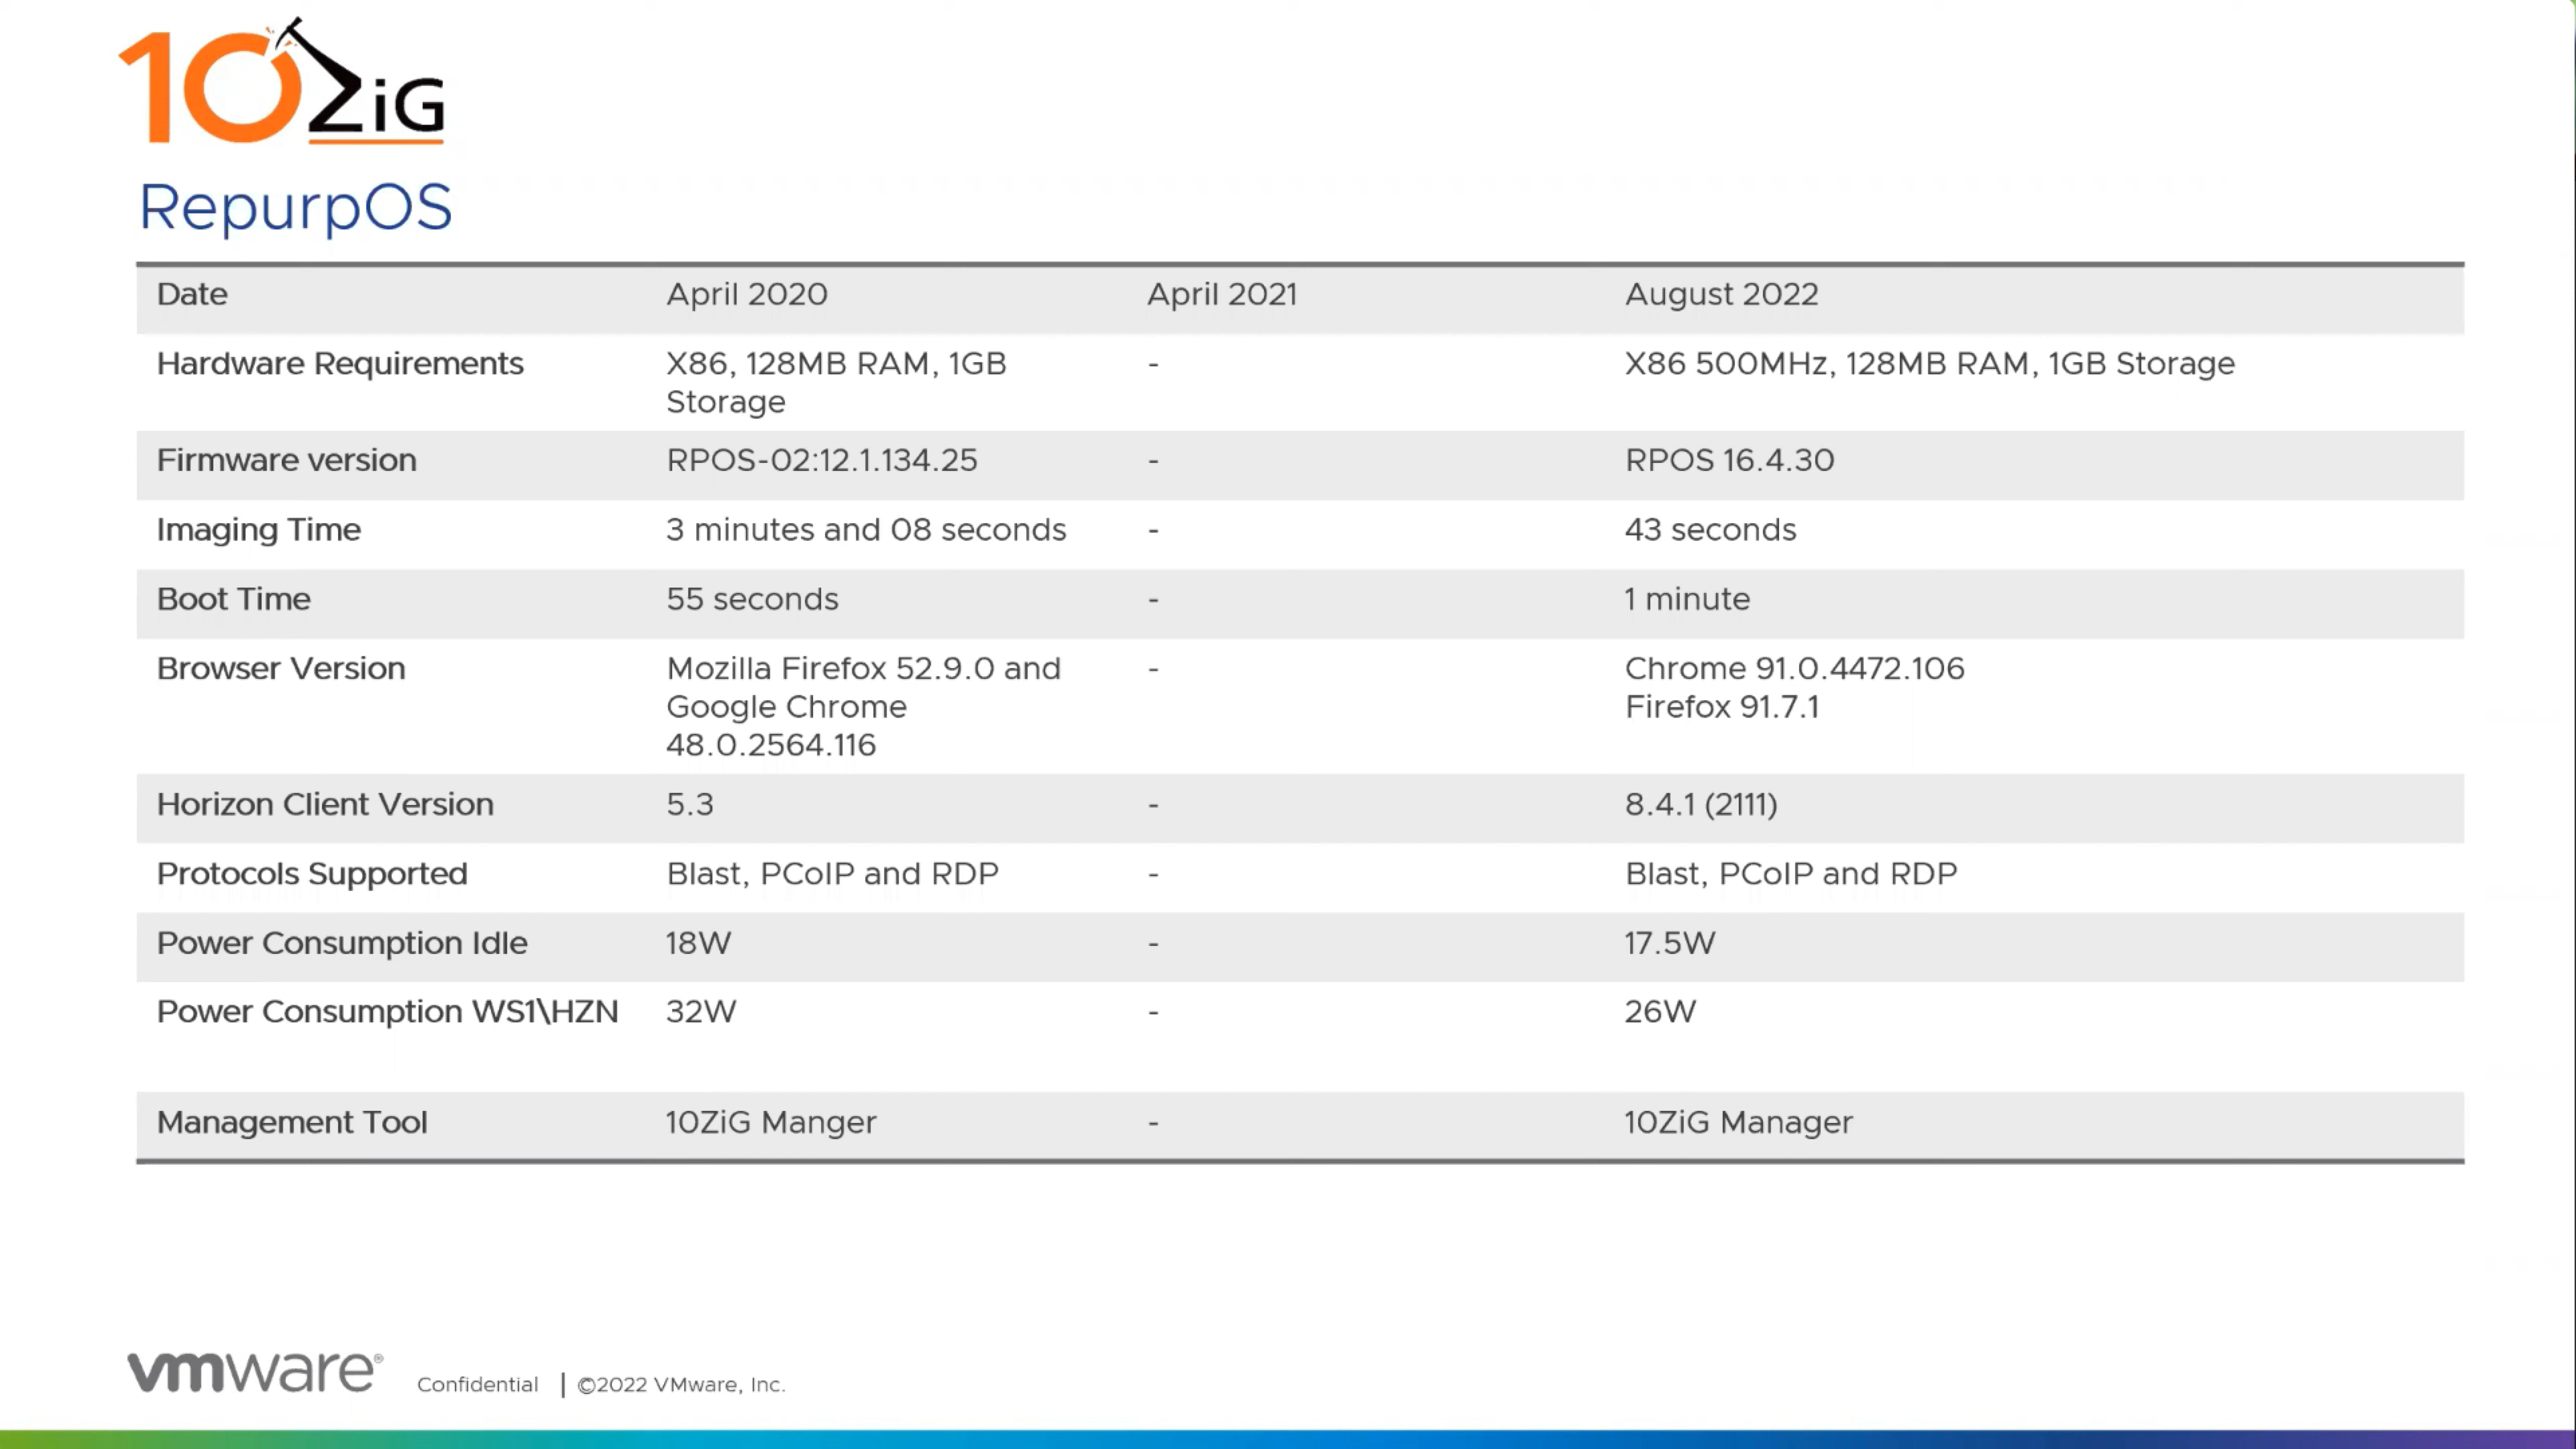 10ZiG
RepurpOS
Date April 2020 April 2021 August 2022
Hardware Requirements X86, 128MB RAM, 1GB - X86 500MHz, 128MB RAM, 1GB Storage
Storage
Firmware version RPOS-02:12.1.134.25 - RPOS 16.4.30
Imaging Time 3 minutes and 08 seconds - 43 seconds
Boot Time 55 seconds - 1 minute
Browser Version Mozilla Firefox 52.9.0 and - Chrome 91.0.4472.106
Google Chrome Firefox 91.7.1
48.0.2564.116
Horizon Client Version 5.3 - 8.4.1 (2111)
Protocols Supported Blast, PCoIP and RDP - Blast, PCoIP and RDP
Power Consumption Idle 18W - 17.5W
Power Consumption WS1\HZN 32W - 26W
Management Tool 10ZiG Manger - 10ZiG Manager
vmware® Confidential | ©2022 VMware, Inc.